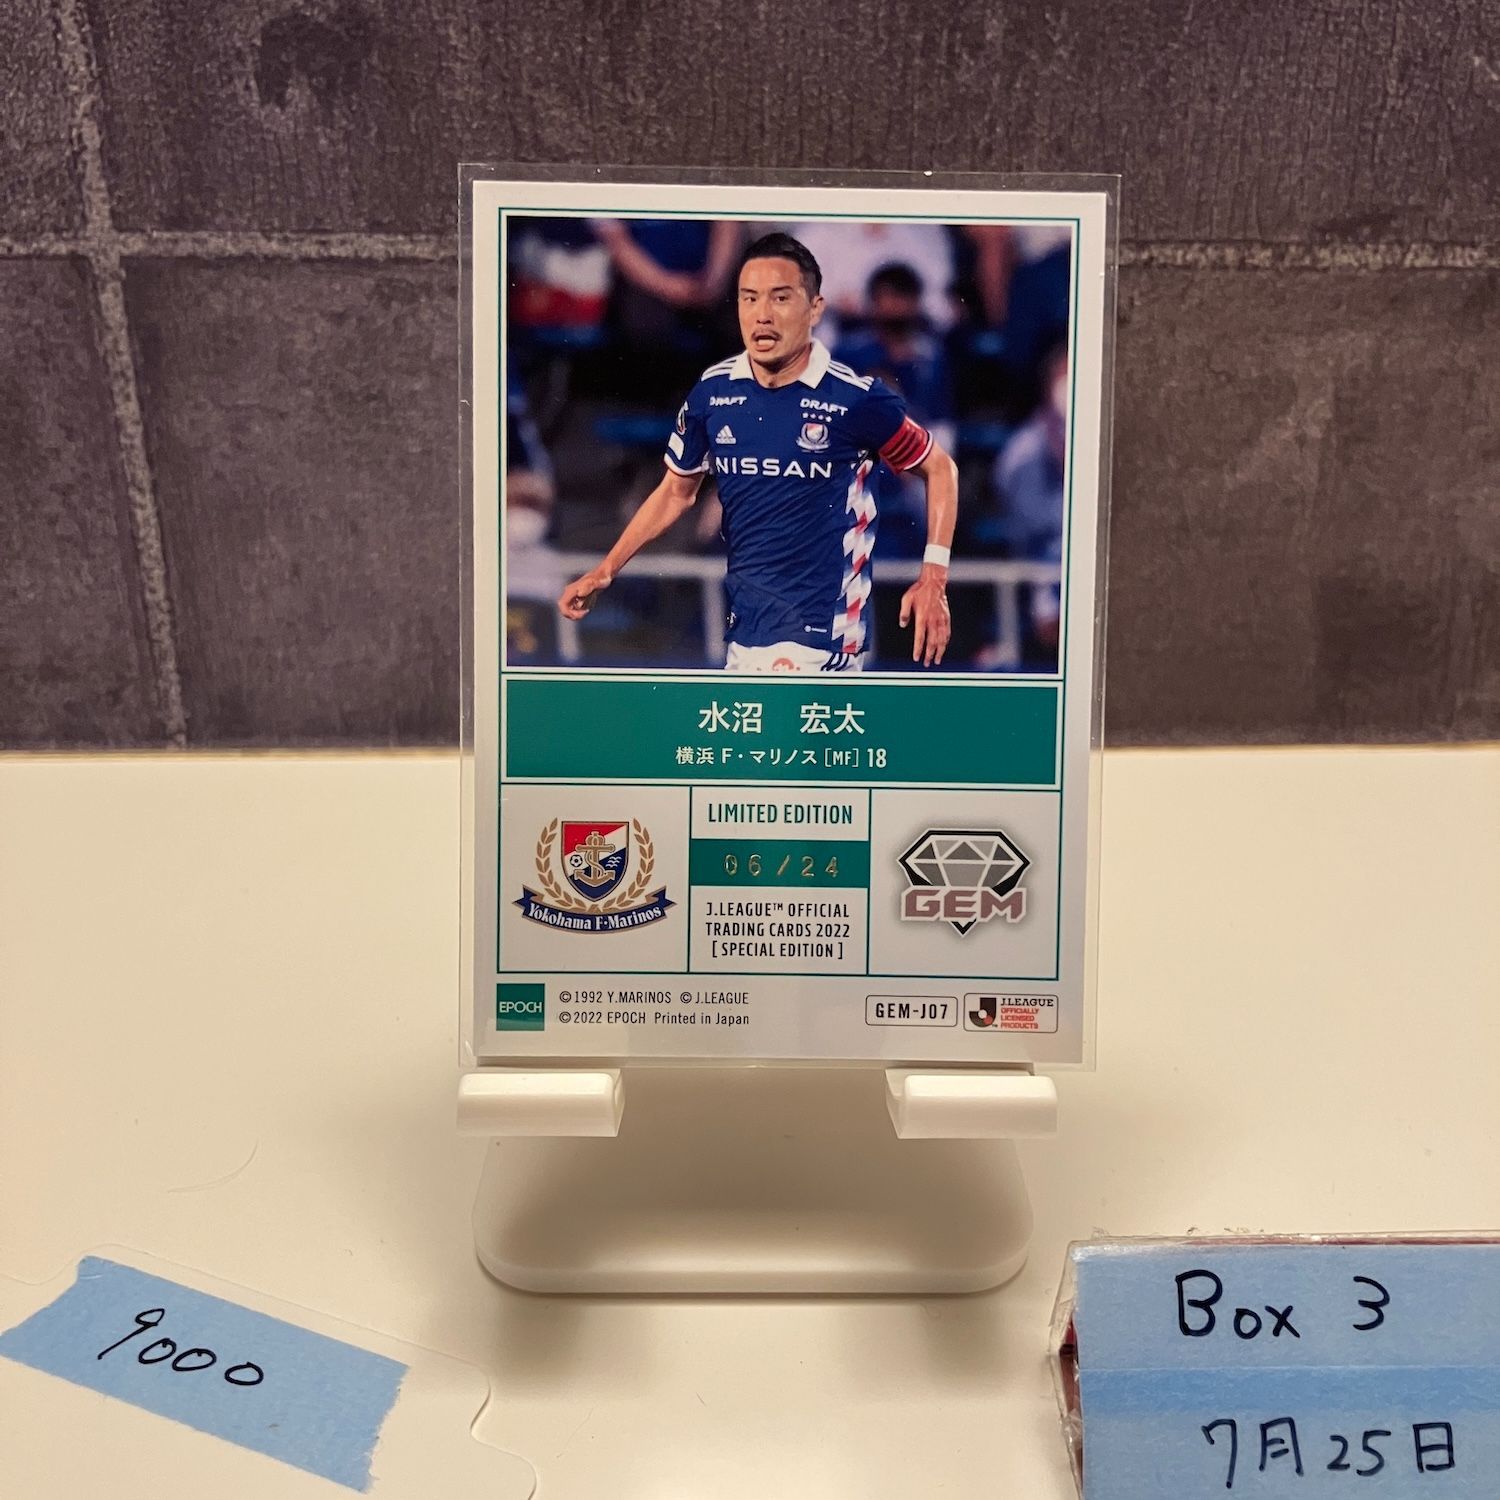 DRAFT
DRAFT
adidas
NISSAN
水沼 宏太
横浜 F・マリノス [MF] 18
LIMITED EDITION
06/24
J.LEAGUE™ OFFICIAL
TRADING CARDS 2022
[ SPECIAL EDITION ]
Yokohama F・Marinos
GEM
EPOCH
©1992 Y.MARINOS ©J.LEAGUE
©2022 EPOCH Printed in Japan
GEM-J07
J.LEAGUE
OFFICIALLY
LICENSED
PRODUCTS
9000
Box 3
7月25日